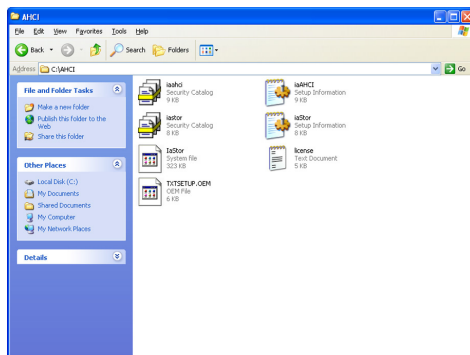 AHCI
File Edit View Favorites Tools Help
Back Search Folders
Address C:\AHCI Go
File and Folder Tasks
Make a new folder
Publish this folder to the
Web
Share this folder
Other Places
Local Disk (C:)
My Documents
Shared Documents
My Computer
My Network Places
Details
iaahci
Security Catalog
9 KB
iaAHCI
Setup Information
9 KB
iastor
Security Catalog
8 KB
iaStor
Setup Information
8 KB
IaStor
System file
323 KB
license
Text Document
5 KB
TXTSETUP.OEM
OEM File
6 KB